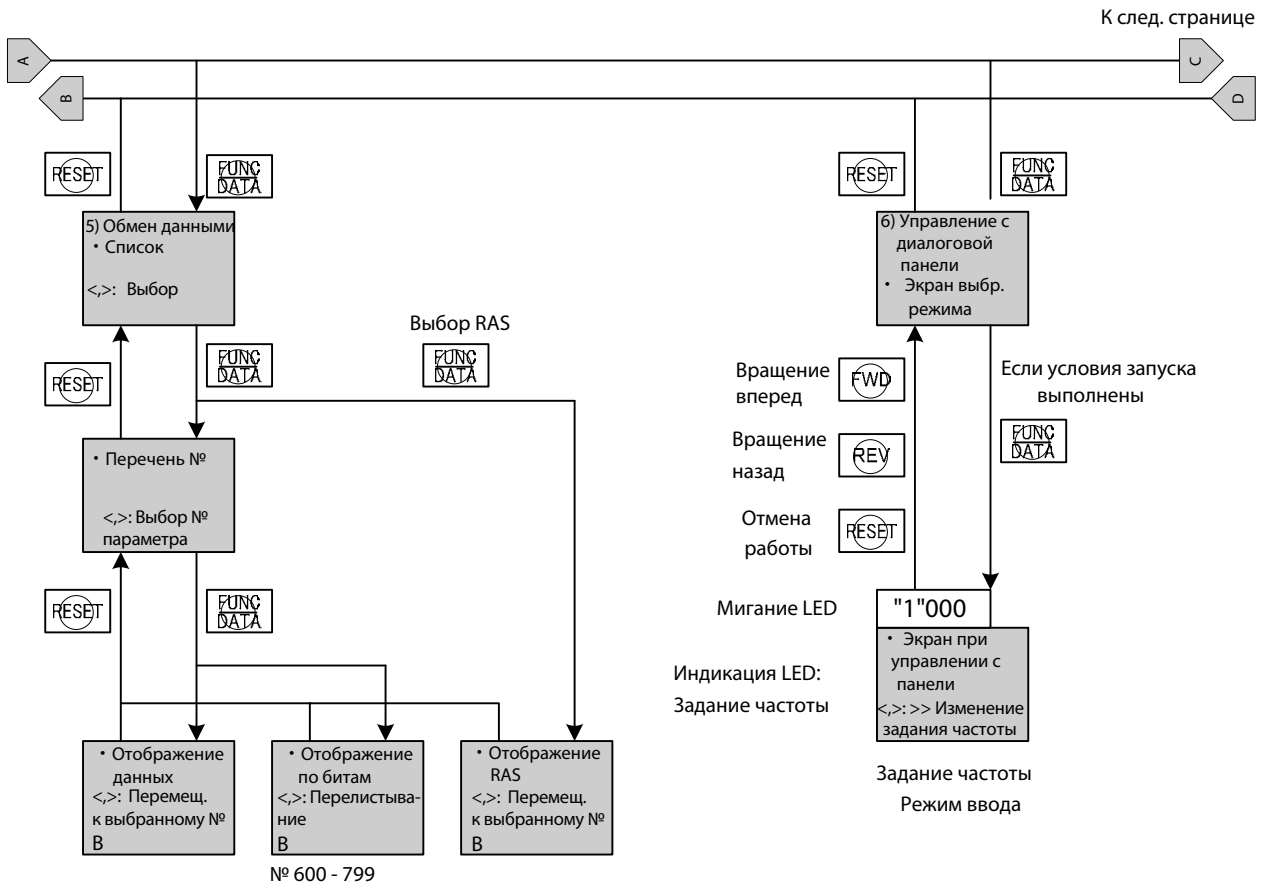 К след. странице
A
C
B
D
RESET
FUNC
DATA
RESET
FUNC
DATA
5) Обмен данными
・Список
<,>: Выбор
6) Управление с
диалоговой
панели
・ Экран выбр.
режима
Выбор RAS
RESET
FUNC
DATA
FUNC
DATA
Вращение
вперед
FWD
Если условия запуска
выполнены
FUNC
DATA
・Перечень №
<,>: Выбор №
параметра
Вращение
назад
REV
Отмена
работы
RESET
RESET
FUNC
DATA
Мигание LED
"1"000
・ Экран при
управлении с
панели
<,>: >> Изменение
задания частоты
Индикация LED:
Задание частоты
・Отображение
данных
<,>: Перемещ.
к выбранному №
В
・Отображение
по битам
<,>: Перелистыва-
ние
В
・Отображение
RAS
<,>: Перемещ.
к выбранному №
В
Задание частоты
Режим ввода
№ 600 - 799